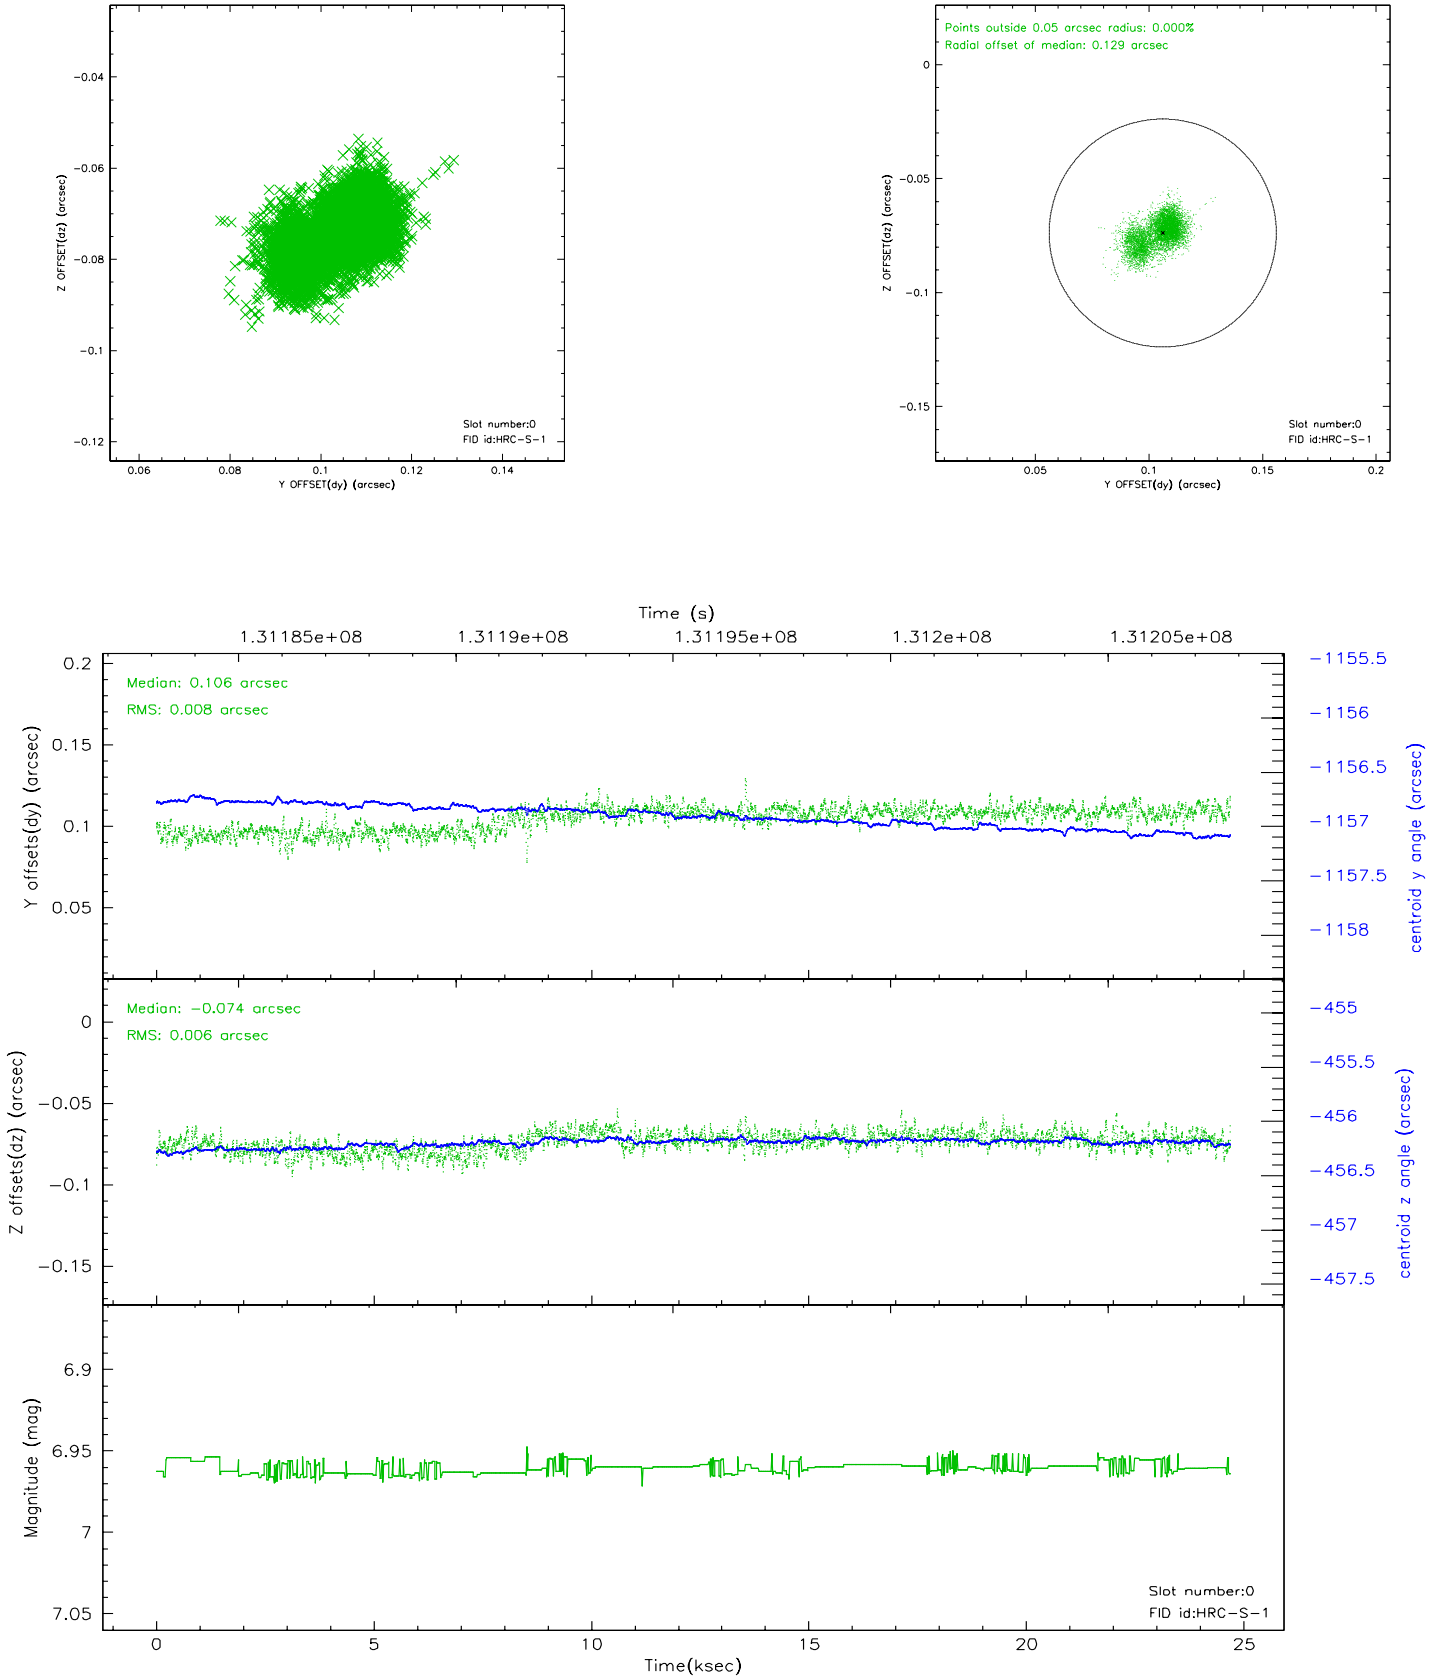 −0.04
−0.06
−0.08
−0.1
−0.12
Z OFFSET(dz) (arcsec)
0.06
0.08
0.1
0.12
0.14
Y OFFSET(dy) (arcsec)
Slot number:0
FID id:HRC−S−1
Points outside 0.05 arcsec radius: 0.000%
Radial offset of median: 0.129 arcsec
0
−0.05
−0.1
−0.15
Z OFFSET(dz) (arcsec)
0.05
0.1
0.15
0.2
Y OFFSET(dy) (arcsec)
Slot number:0
FID id:HRC−S−1
Time (s)
1.31185e+08
1.3119e+08
1.31195e+08
1.312e+08
1.31205e+08
Median: 0.106 arcsec
RMS: 0.008 arcsec
0.2
0.15
0.1
0.05
Y offsets(dy) (arcsec)
−1155.5
−1156
−1156.5
−1157
−1157.5
−1158
centroid y angle (arcsec)
Median: −0.074 arcsec
RMS: 0.006 arcsec
0
−0.05
−0.1
−0.15
Z offsets(dz) (arcsec)
−455
−455.5
−456
−456.5
−457
−457.5
centroid z angle (arcsec)
6.9
6.95
7
7.05
Magnitude (mag)
Slot number:0
FID id:HRC−S−1
0
5
10
15
20
25
Time(ksec)